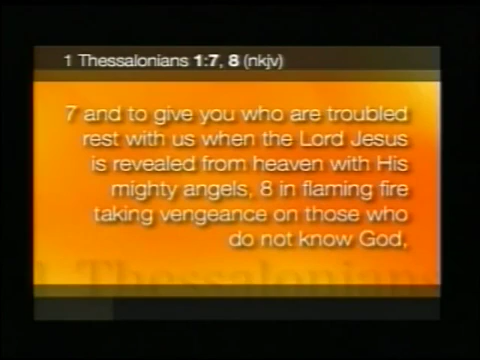 1 Thessalonians 1:7, 8 (nkjv)
7 and to give you who are troubled
rest with us when the Lord Jesus
is revealed from heaven with His
mighty angels, 8 in flaming fire
taking vengeance on those who
do not know God,
1 Thessalonians